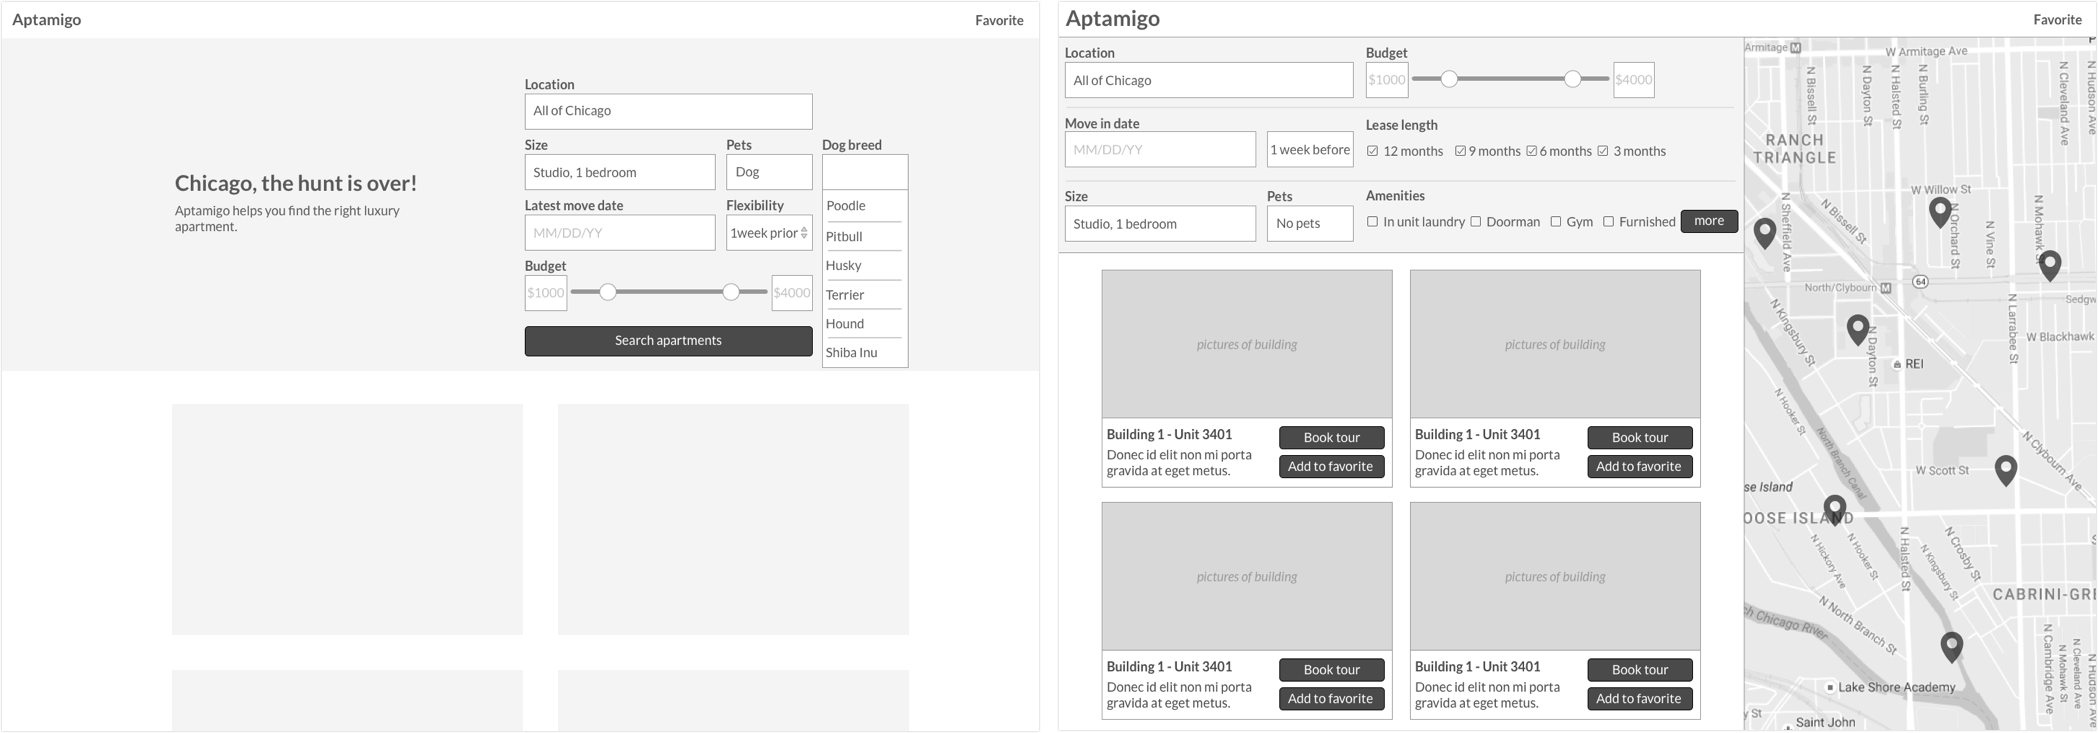 Aptamigo
Favorite
Chicago, the hunt is over!
Aptamigo helps you find the right luxury
apartment.
Location
All of Chicago
Size
Pets
Dog breed
Studio, 1 bedroom
Dog
Poodle
Pitbull
Husky
Terrier
Hound
Shiba Inu
Latest move date
Flexibility
MM/DD/YY
1week prior
Budget
$1000
$4000
Search apartments
Aptamigo
Favorite
Location
All of Chicago
Budget
$1000
$4000
Move in date
MM/DD/YY
1 week before
Lease length
12 months
9 months
6 months
3 months
Size
Studio, 1 bedroom
Pets
No pets
Amenities
In unit laundry
Doorman
Gym
Furnished
more
pictures of building
Building 1 - Unit 3401
Donec id elit non mi porta
gravida at eget metus.
Book tour
Add to favorite
pictures of building
Building 1 - Unit 3401
Donec id elit non mi porta
gravida at eget metus.
Book tour
Add to favorite
pictures of building
Building 1 - Unit 3401
Donec id elit non mi porta
gravida at eget metus.
Book tour
Add to favorite
pictures of building
Building 1 - Unit 3401
Donec id elit non mi porta
gravida at eget metus.
Book tour
Add to favorite
Armitage M
W Armitage Ave
N Bissell St
N Dayton St
N Halsted St
N Burling St
N Cleveland Ave
N Hudson Ave
RANCH
TRIANGLE
W Willow St
N Sheffield Ave
N Bissell St
N Orchard St
N Vine St
N Mohawk St
North/Clybourn M
64
Sedgw
N Kingsbury St
N Dayton St
N Larrabee St
W Blackhawk
REI
N Hooker St
North Branch Canal
N Clybourn Ave
W Scott St
se Island
OOSE ISLAND
N Hickory Ave
N Hooker St
N Halsted St
N Kingsbury St
N Crosby St
CABRINI-GRE
N North Branch St
ch Chicago River
N Cambridge Ave
N Mohawk St
N Cleveland Ave
N Hudson Ave
Lake Shore Academy
y St
Saint John